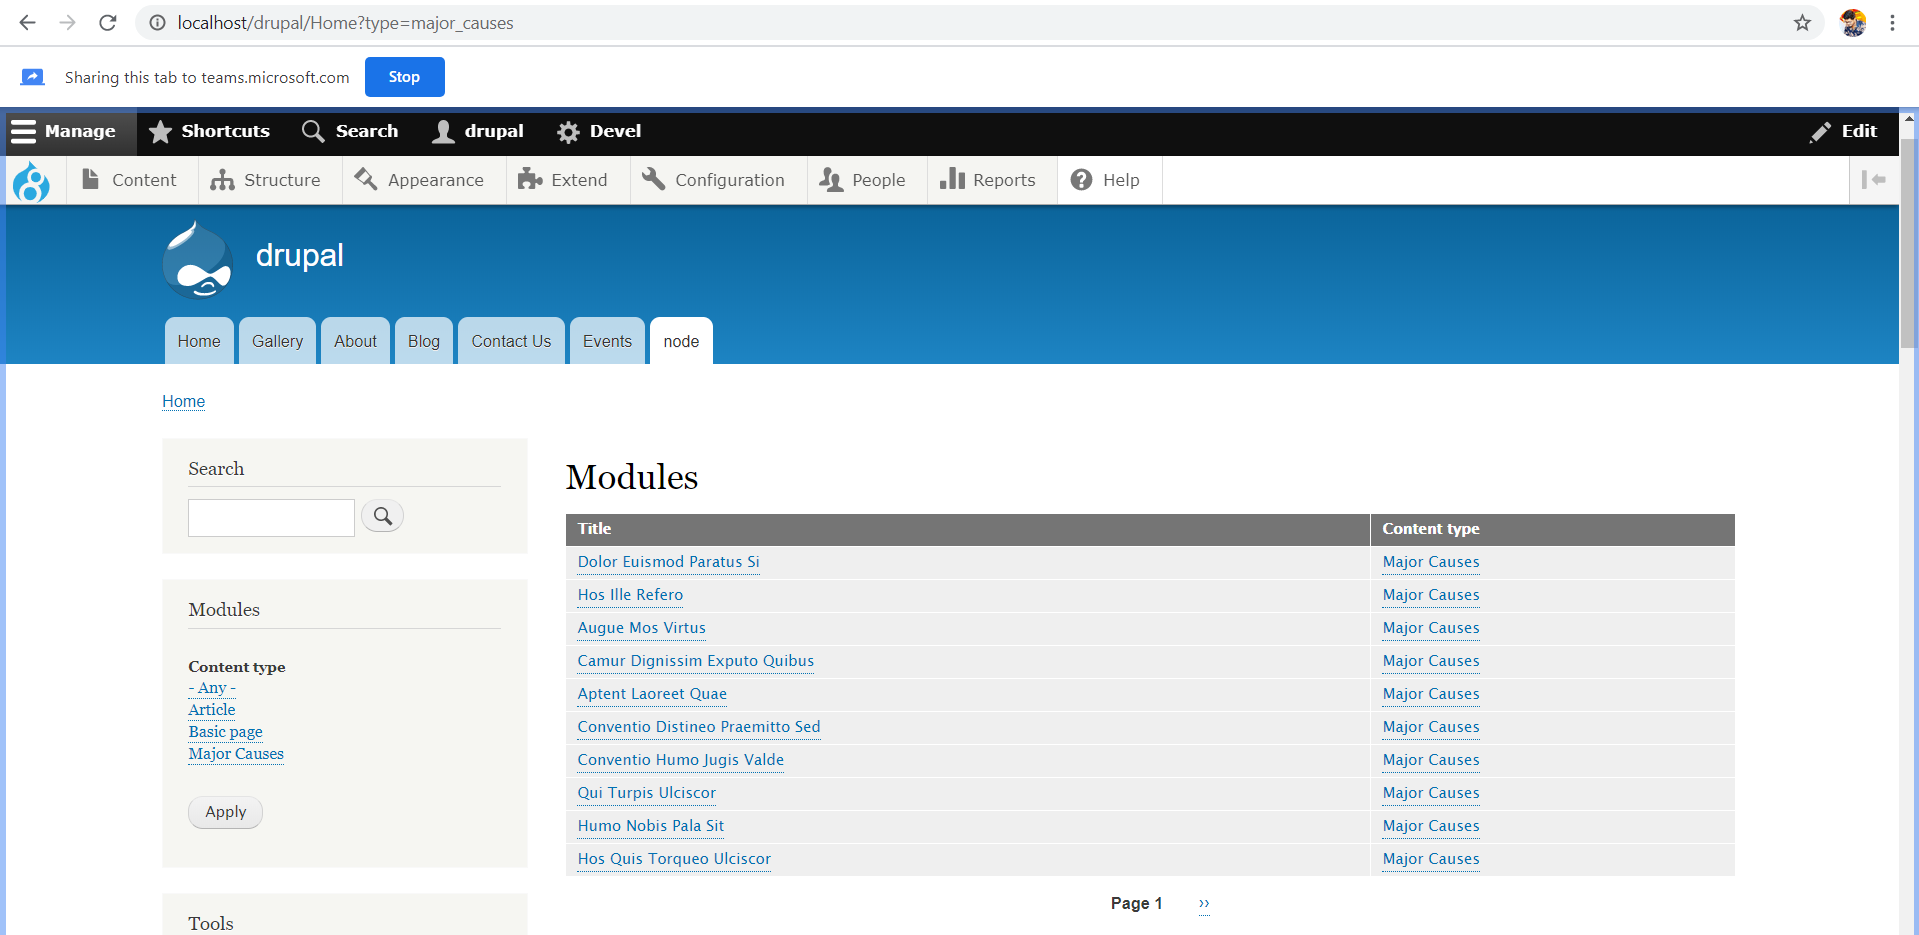 localhost/drupal/Home?type=major_causes
Sharing this tab to teams.microsoft.com Stop
Manage Shortcuts Search drupal Devel Edit
Content Structure Appearance Extend Configuration People Reports Help
drupal
Home Gallery About Blog Contact Us Events node
Home
Search
Modules
Content type
- Any -
Article
Basic page
Major Causes
Apply
Tools
Modules
Title Content type
Dolor Euismod Paratus Si Major Causes
Hos Ille Refero Major Causes
Augue Mos Virtus Major Causes
Camur Dignissim Exputo Quibus Major Causes
Aptent Laoreet Quae Major Causes
Conventio Distineo Praemitto Sed Major Causes
Conventio Humo Jugis Valde Major Causes
Qui Turpis Ulciscor Major Causes
Humo Nobis Pala Sit Major Causes
Hos Quis Torqueo Ulciscor Major Causes
Page 1 ››